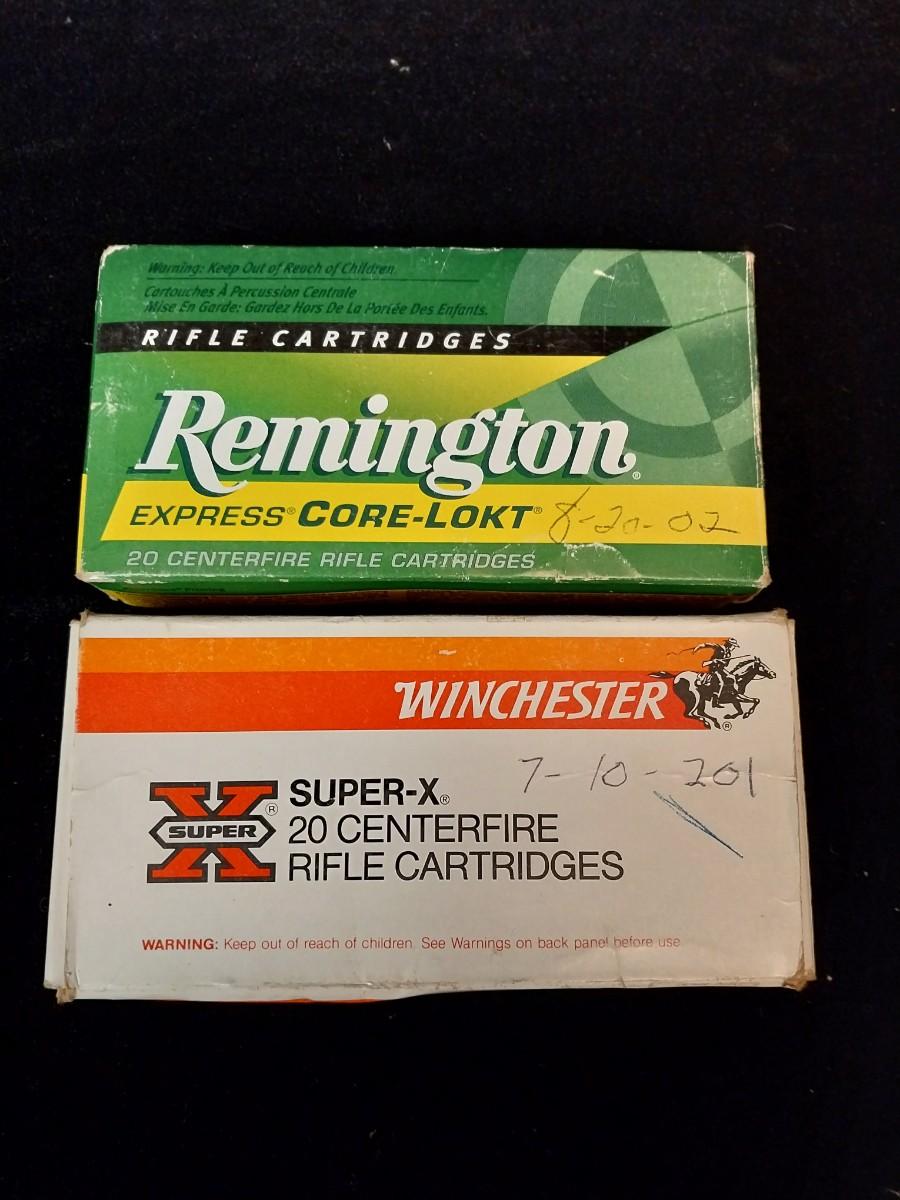 Warning: Keep Out of Reach of Children.
Cartouches À Percussion Centrale
Mise En Garde: Gardez Hors De La Portée Des Enfants.
RIFLE CARTRIDGES
Remington®
EXPRESS® CORE-LOKT® 8-20-02
20 CENTERFIRE RIFLE CARTRIDGES
WINCHESTER ®
7-10-201
X SUPER ®
SUPER-X®
20 CENTERFIRE
RIFLE CARTRIDGES
WARNING: Keep out of reach of children. See Warnings on back panel before use.